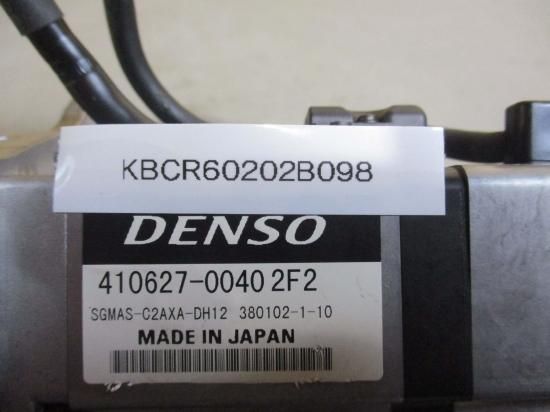 KBCR60202B098
DENSO
410627-0040 2F2
SGMAS-C2AXA-DH12 380102-1-10
MADE IN JAPAN